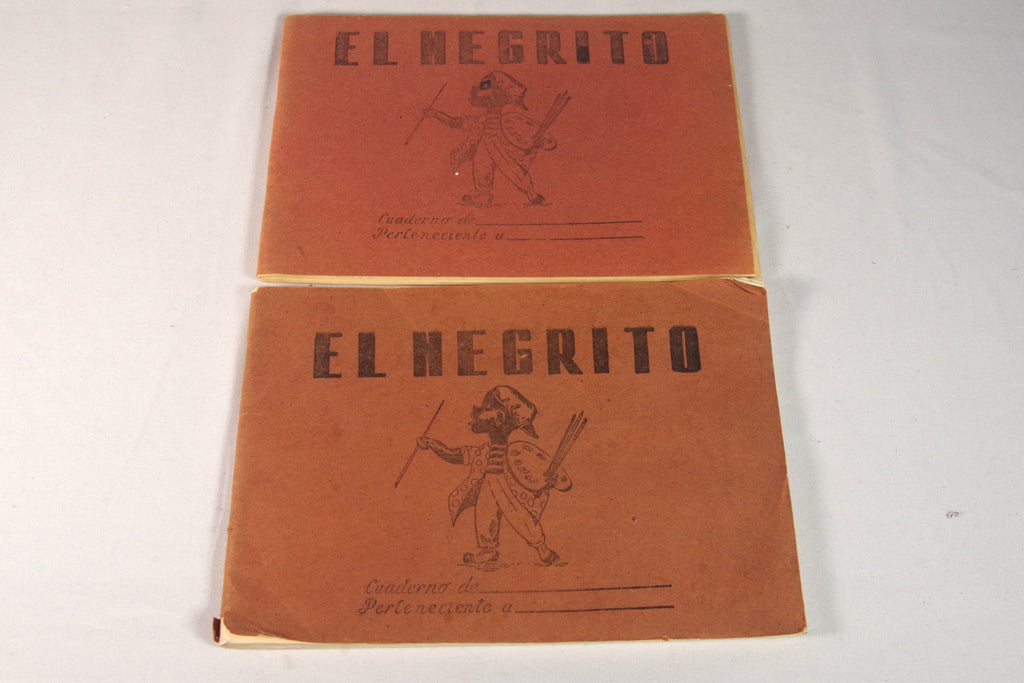 EL NEGRITO
Cuaderno de
Perteneciente a
EL NEGRITO
Cuaderno de
Perteneciente a